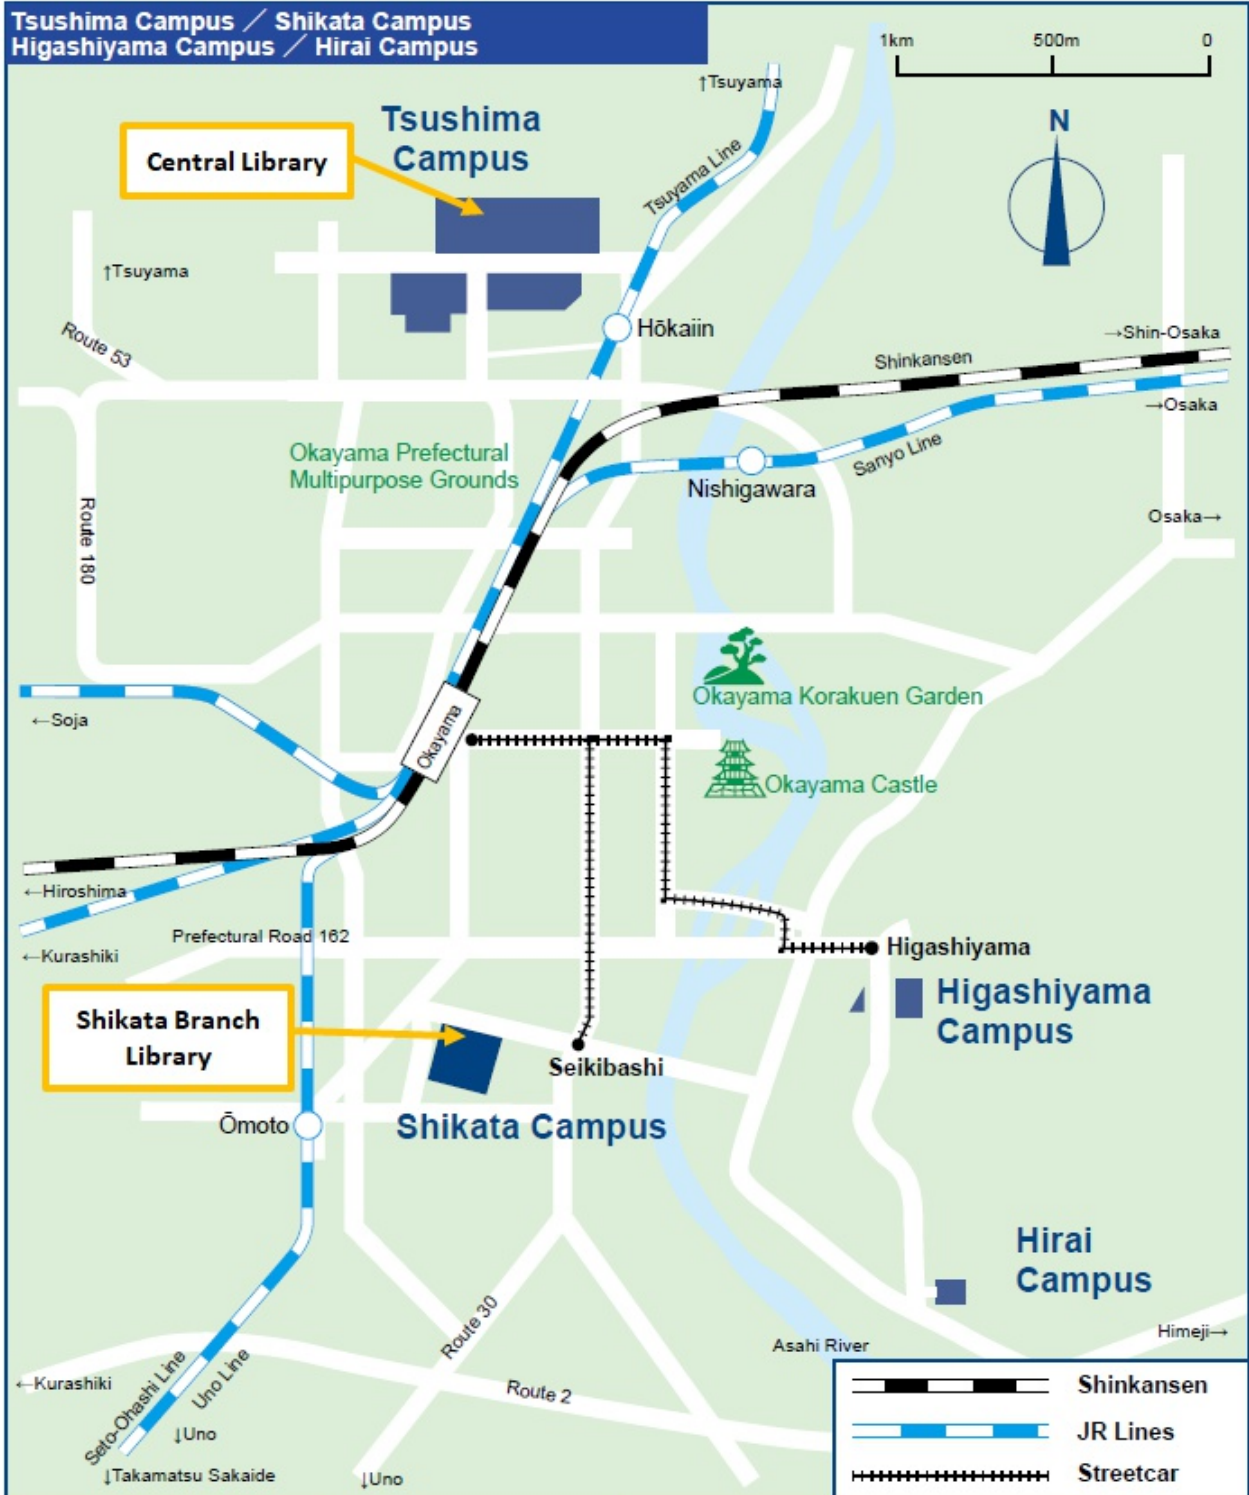 Tsushima Campus ／ Shikata Campus
Higashiyama Campus ／ Hirai Campus
1km 500m 0
↑Tsuyama
Tsushima
Campus
Central Library
N
Tsuyama Line
↑Tsuyama
Route 53
Hōkaiin
→Shin-Osaka
Shinkansen
→Osaka
Sanyo Line
Okayama Prefectural
Multipurpose Grounds
Nishigawara
Route 180
Osaka→
Okayama Korakuen Garden
←Soja
Okayama
Okayama Castle
←Hiroshima
Prefectural Road 162
←Kurashiki
Higashiyama
Higashiyama
Campus
Shikata Branch
Library
Seikibashi
Ōmoto
Shikata Campus
Hirai
Campus
Route 30
Asahi River
Himeji→
←Kurashiki
Seto-Ohashi Line
Uno Line
Route 2
↓Uno
↓Takamatsu Sakaide
↓Uno
Shinkansen
JR Lines
Streetcar